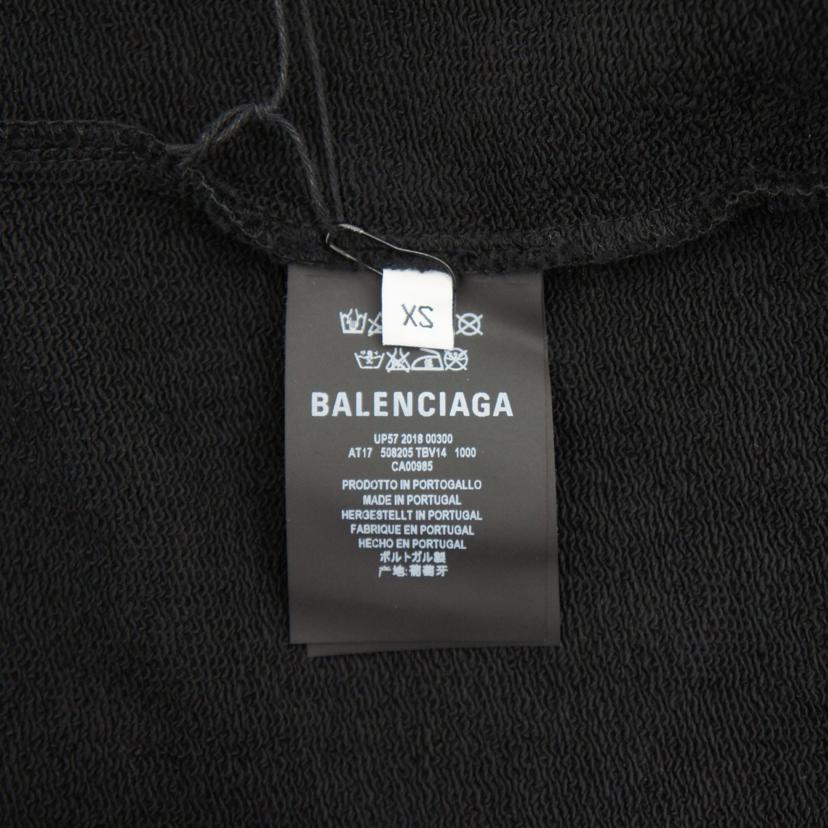 XS
BALENCIAGA
UP57 2018 00300
AT17 508205 TBV14 1000
CA00985
PRODOTTO IN PORTOGALLO
MADE IN PORTUGAL
HERGESTELLT IN PORTUGAL
FABRIQUE EN PORTUGAL
HECHO EN PORTUGAL
ポルトガル製
产地:葡萄牙